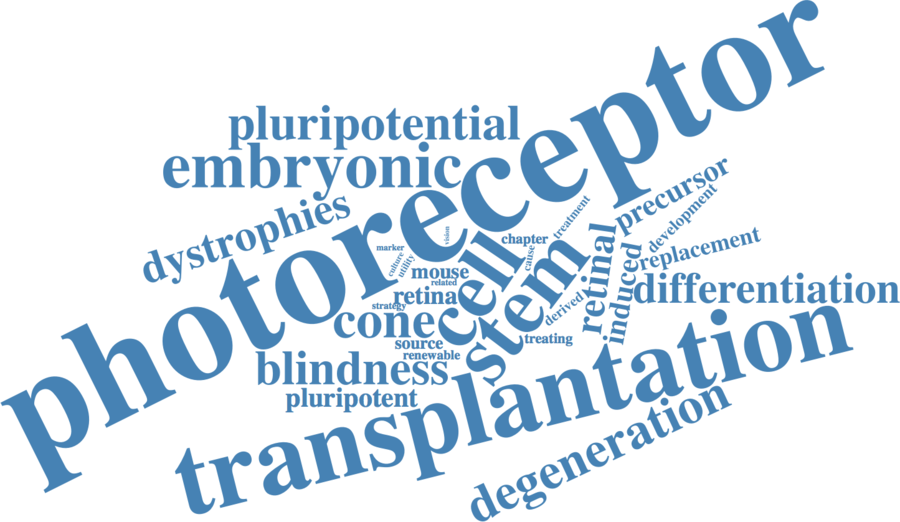 photoreceptor
pluripotential
embryonic
dystrophies
precursor
development
treatment
vision
chapter
marker
cause
culture
utility
mouse
related
cell
stem
retinal
induced
replacement
differentiation
retina
strategy
derived
cone
source
renewable
treating
blindness
pluripotent
transplantation
degeneration